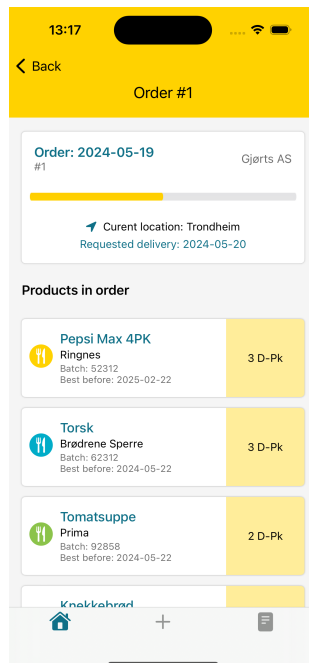 13:17
Back
Order #1
Order: 2024-05-19
Gjørts AS
#1
Curent location: Trondheim
Requested delivery: 2024-05-20
Products in order
Pepsi Max 4PK
Ringnes
Batch: 52312
Best before: 2025-02-22
3 D-Pk
Torsk
Brødrene Sperre
Batch: 62312
Best before: 2024-05-22
3 D-Pk
Tomatsuppe
Prima
Batch: 92858
Best before: 2024-05-22
2 D-Pk
Knekkebrød